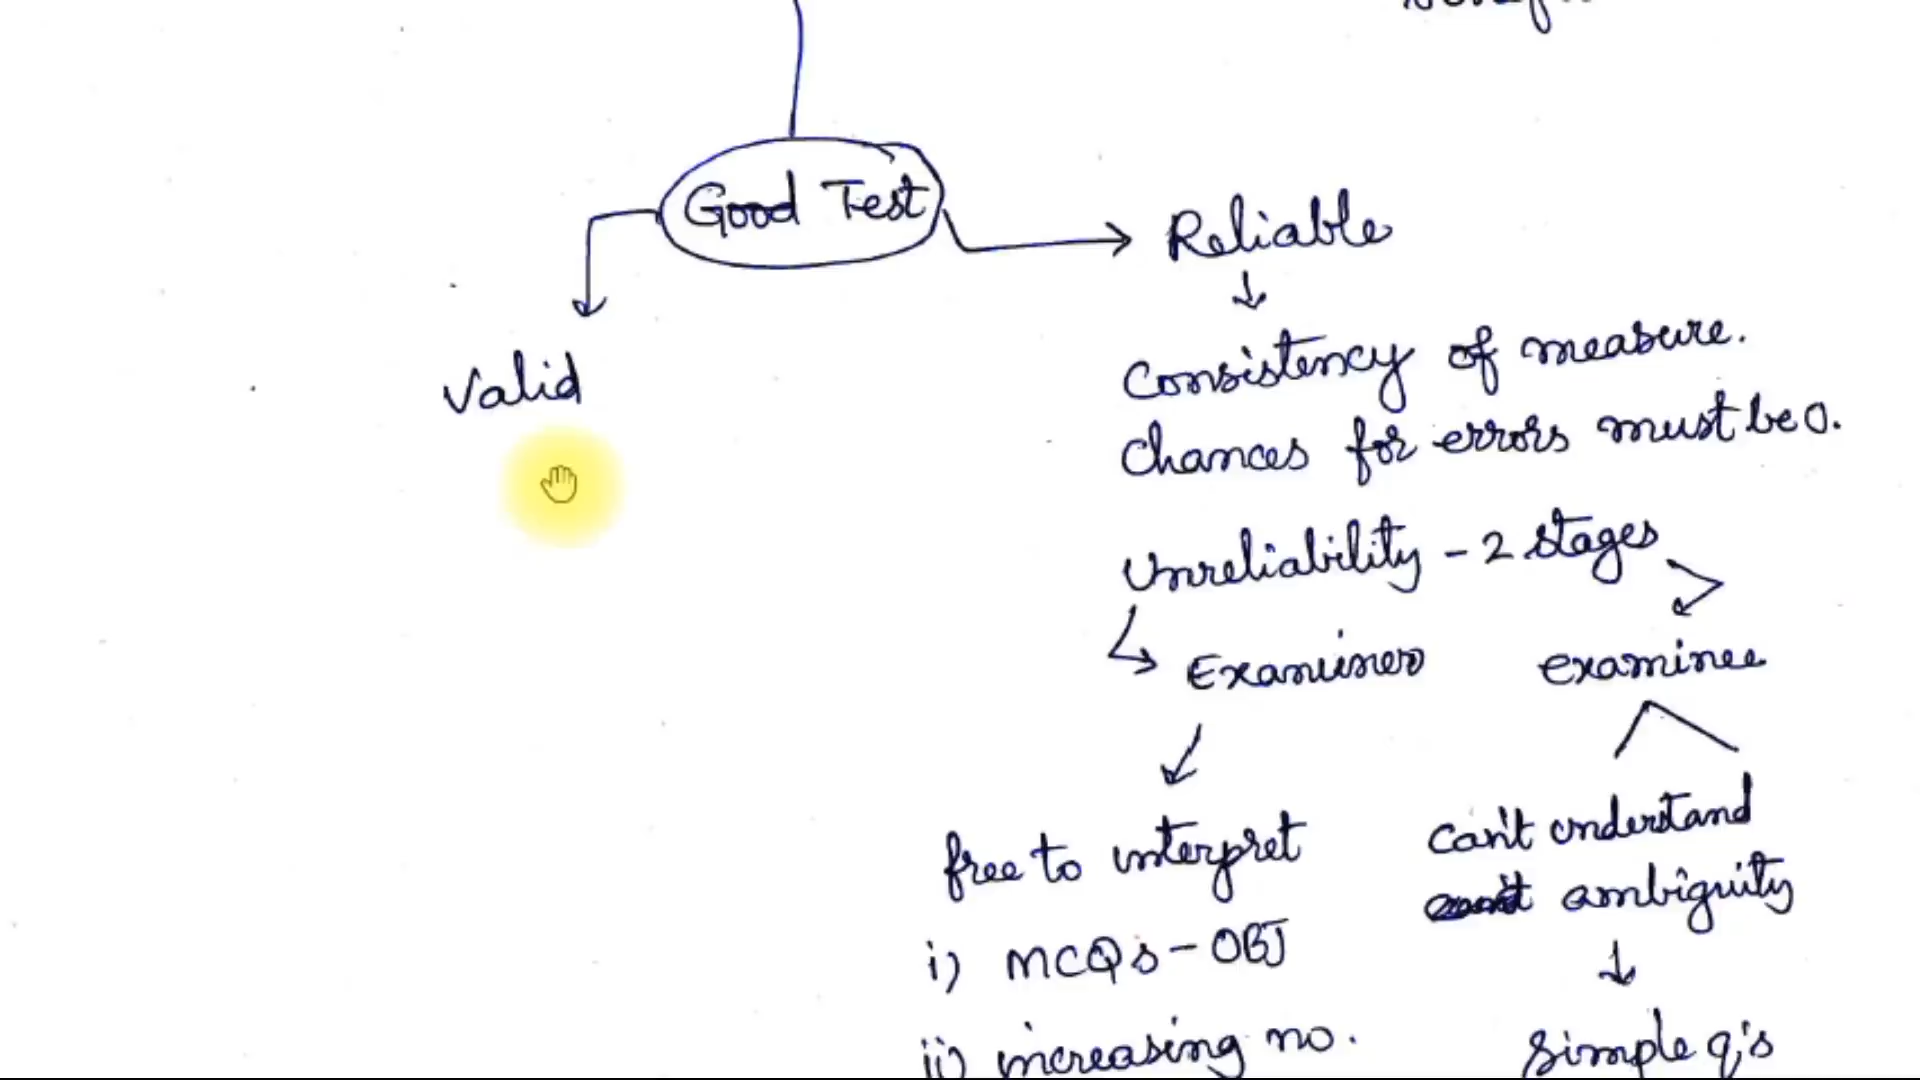 Good Test
Reliable
Valid
Consistency of measure.
Chances for errors must be 0.
Unreliability - 2 stages
Examiner
examinee
free to interpret
can't understand
ambiguity
i) MCQs - OBJ
ii) increasing no.
simple q's